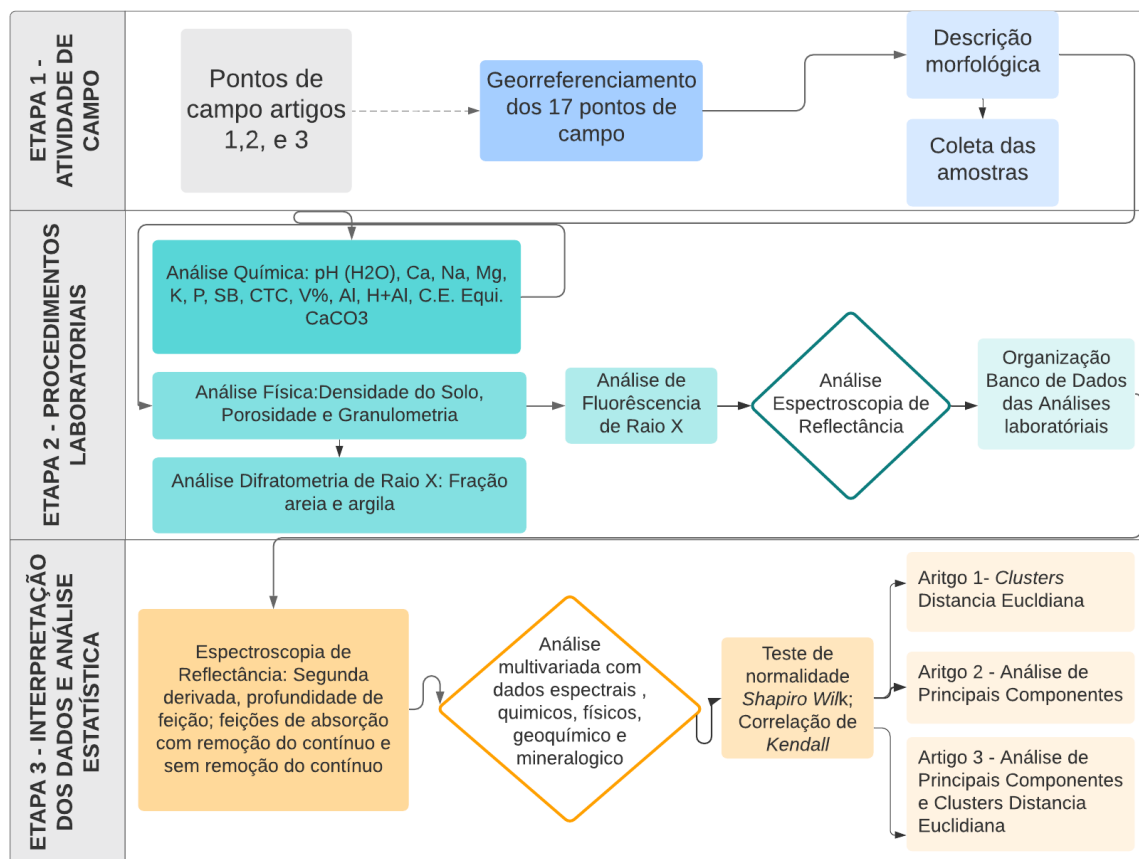 ETAPA 1 -
ATIVIDADE DE
CAMPO
Pontos de
campo artigos
1,2, e 3
Georreferenciamento
dos 17 pontos de
campo
Descrição
morfológica
Coleta das
amostras
ETAPA 2 - PROCEDIMENTOS
LABORATORIAIS
Análise Química: pH (H2O), Ca, Na, Mg,
K, P, SB, CTC, V%, Al, H+Al, C.E. Equi.
CaCO3
Análise Física:Densidade do Solo,
Porosidade e Granulometria
Análise Difratometria de Raio X: Fração
areia e argila
Análise de
Fluorêscencia
de Raio X
Análise
Espectroscopia de
Reflectância
Organização
Banco de Dados
das Análises
laboratóriais
ETAPA 3 - INTERPRETAÇÃO
DOS DADOS E ANÁLISE
ESTATÍSTICA
Espectroscopia de
Reflectância: Segunda
derivada, profundidade de
feição; feições de absorção
com remoção do contínuo e
sem remoção do contínuo
Análise
multivariada com
dados espectrais ,
quimicos, físicos,
geoquímico e
mineralogico
Teste de
normalidade
Shapiro Wilk;
Correlação de
Kendall
Aritgo 1- Clusters
Distancia Eucldiana
Artigo 2 - Análise de
Principais Componentes
Artigo 3 - Análise de
Principais Componentes
e Clusters Distancia
Euclidiana